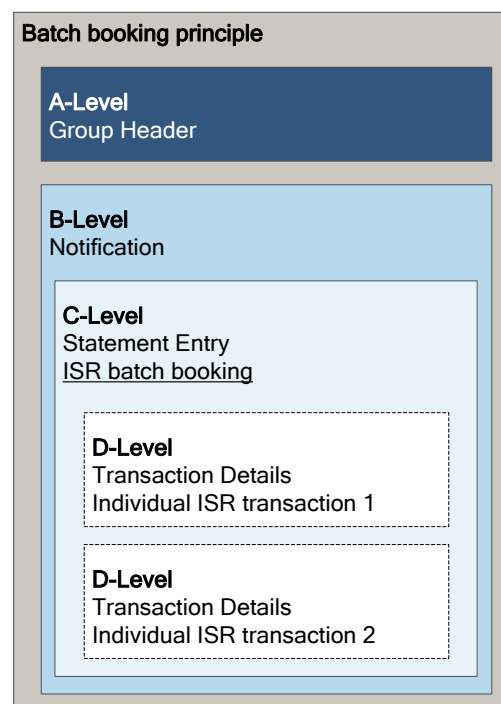 Batch booking principle
A-Level
Group Header
B-Level
Notification
C-Level
Statement Entry
ISR batch booking
D-Level
Transaction Details
Individual ISR transaction 1
D-Level
Transaction Details
Individual ISR transaction 2